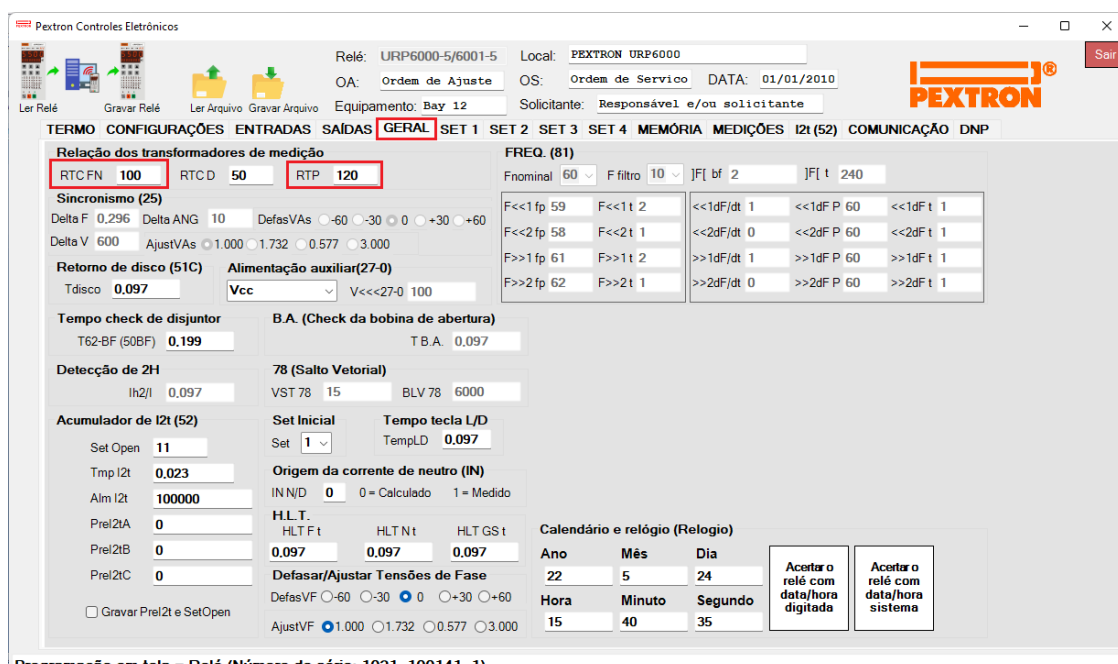 Pextron Controles Eletrônicos
Relé: URP6000-5/6001-5 Local: PEXTRON URP6000 Sair
OA: Ordem de Ajuste OS: Ordem de Servico DATA: 01/01/2010
Ler Relé Gravar Relé Ler Arquivo Gravar Arquivo Equipamento: Bay 12 Solicitante: Responsável e/ou solicitante PEXTRON ®
TERMO CONFIGURAÇÕES ENTRADAS SAÍDAS GERAL SET 1 SET 2 SET 3 SET 4 MEMÓRIA MEDIÇÕES I2t (52) COMUNICAÇÃO DNP
Relação dos transformadores de medição
RTC FN 100 RTC D 50 RTP 120
Sincronismo (25)
Delta F 0,296 Delta ANG 10 DefasVAs -60 -30 0 +30 +60
Delta V 600 AjustVAs 1.000 1.732 0.577 3.000
Retorno de disco (51C)
Tdisco 0,097
Alimentação auxiliar(27-0)
Vcc V<<<27-0 100
Tempo check de disjuntor
T62-BF (50BF) 0,199
B.A. (Check da bobina de abertura)
T B.A. 0,097
Detecção de 2H
Ih2/I 0,097
78 (Salto Vetorial)
VST 78 15 BLV 78 6000
Acumulador de I2t (52)
Set Open 11
Tmp I2t 0,023
Alm I2t 100000
PreI2tA 0
PreI2tB 0
PreI2tC 0
Gravar PreI2t e SetOpen
Set Inicial
Set 1
Tempo tecla L/D
TempLD 0,097
Origem da corrente de neutro (IN)
IN N/D 0 0 = Calculado 1 = Medido
H.L.T.
HLT F t HLT N t HLT GS t
0,097 0,097 0,097
Defasar/Ajustar Tensões de Fase
DefasVF -60 -30 0 +30 +60
AjustVF 1.000 1.732 0.577 3.000
FREQ. (81)
Fnominal 60 F filtro 10 ]F[ bf 2 ]F[ t 240
F<<1 fp 59 F<<1 t 2 <<1dF/dt 1 <<1dF P 60 <<1dF t 1
F<<2 fp 58 F<<2 t 1 <<2dF/dt 0 <<2dF P 60 <<2dF t 1
F>>1 fp 61 F>>1 t 2 >>1dF/dt 1 >>1dF P 60 >>1dF t 1
F>>2 fp 62 F>>2 t 1 >>2dF/dt 0 >>2dF P 60 >>2dF t 1
Calendário e relógio (Relogio)
Ano Mês Dia
22 5 24
Hora Minuto Segundo
15 40 35
Acertar o relé com data/hora digitada
Acertar o relé com data/hora sistema
Programação em tela = Relé (Número de série: 1021 100141 1)